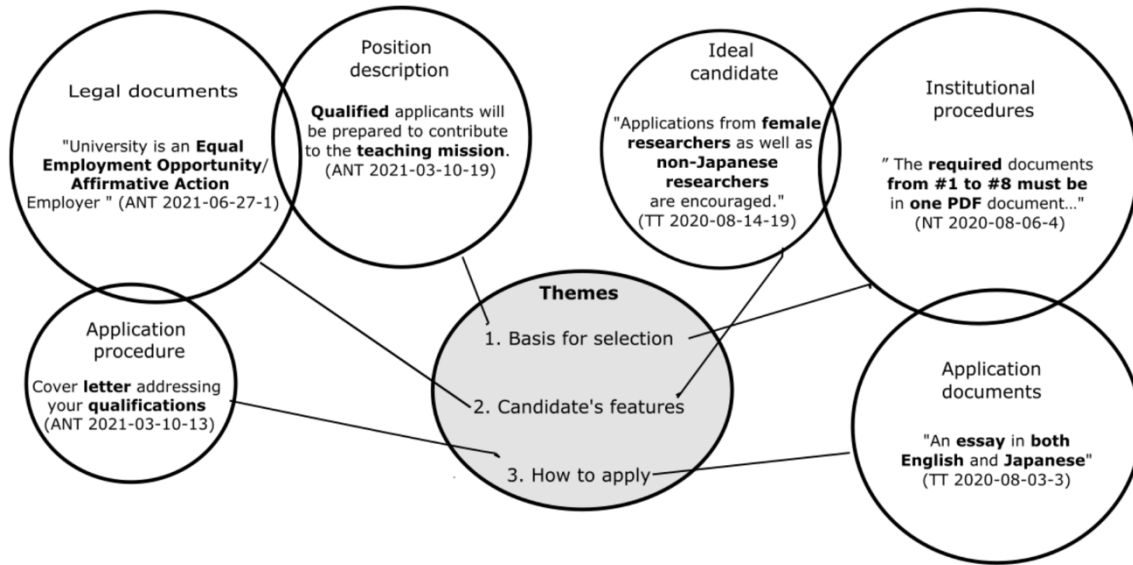 Legal documents
"University is an Equal
Employment Opportunity/
Affirmative Action
Employer " (ANT 2021-06-27-1)
Position
description
Qualified applicants will
be prepared to contribute
to the teaching mission.
(ANT 2021-03-10-19)
Ideal
candidate
"Applications from female
researchers as well as
non-Japanese
researchers
are encouraged."
(TT 2020-08-14-19)
Institutional
procedures
" The required documents
from #1 to #8 must be
in one PDF document..."
(NT 2020-08-06-4)
Application
procedure
Cover letter addressing
your qualifications
(ANT 2021-03-10-13)
Themes
1. Basis for selection
2. Candidate's features
3. How to apply
Application
documents
"An essay in both
English and Japanese"
(TT 2020-08-03-3)